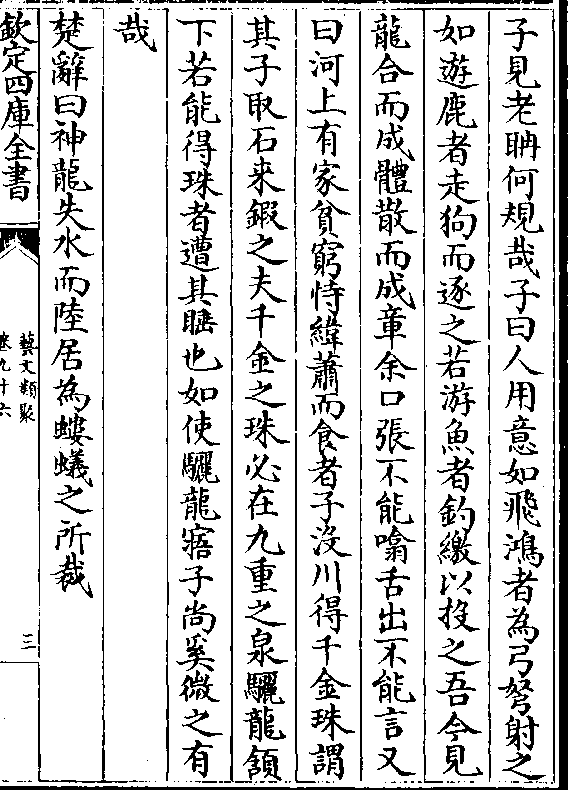 子見老聃何規哉子曰人用意如飛鴻者為弓弩射之
如遊鹿者走狗而逐之若游魚者釣繳以投之吾今見
龍合而成體散而成章余口張不能噏舌出不能言又
曰河上有家貧窮恃緯蕭而食者子沒川得千金珠謂
其子取石來鍜之夫千金之珠必在九重之泉驪龍頷
下若能得珠者遭其睡也如使驪龍寤子尚奚微之有
哉
楚辭曰神龍失水而陸居為螻蟻之所裁
欽定四庫全書
藝文類聚
卷九十六
三